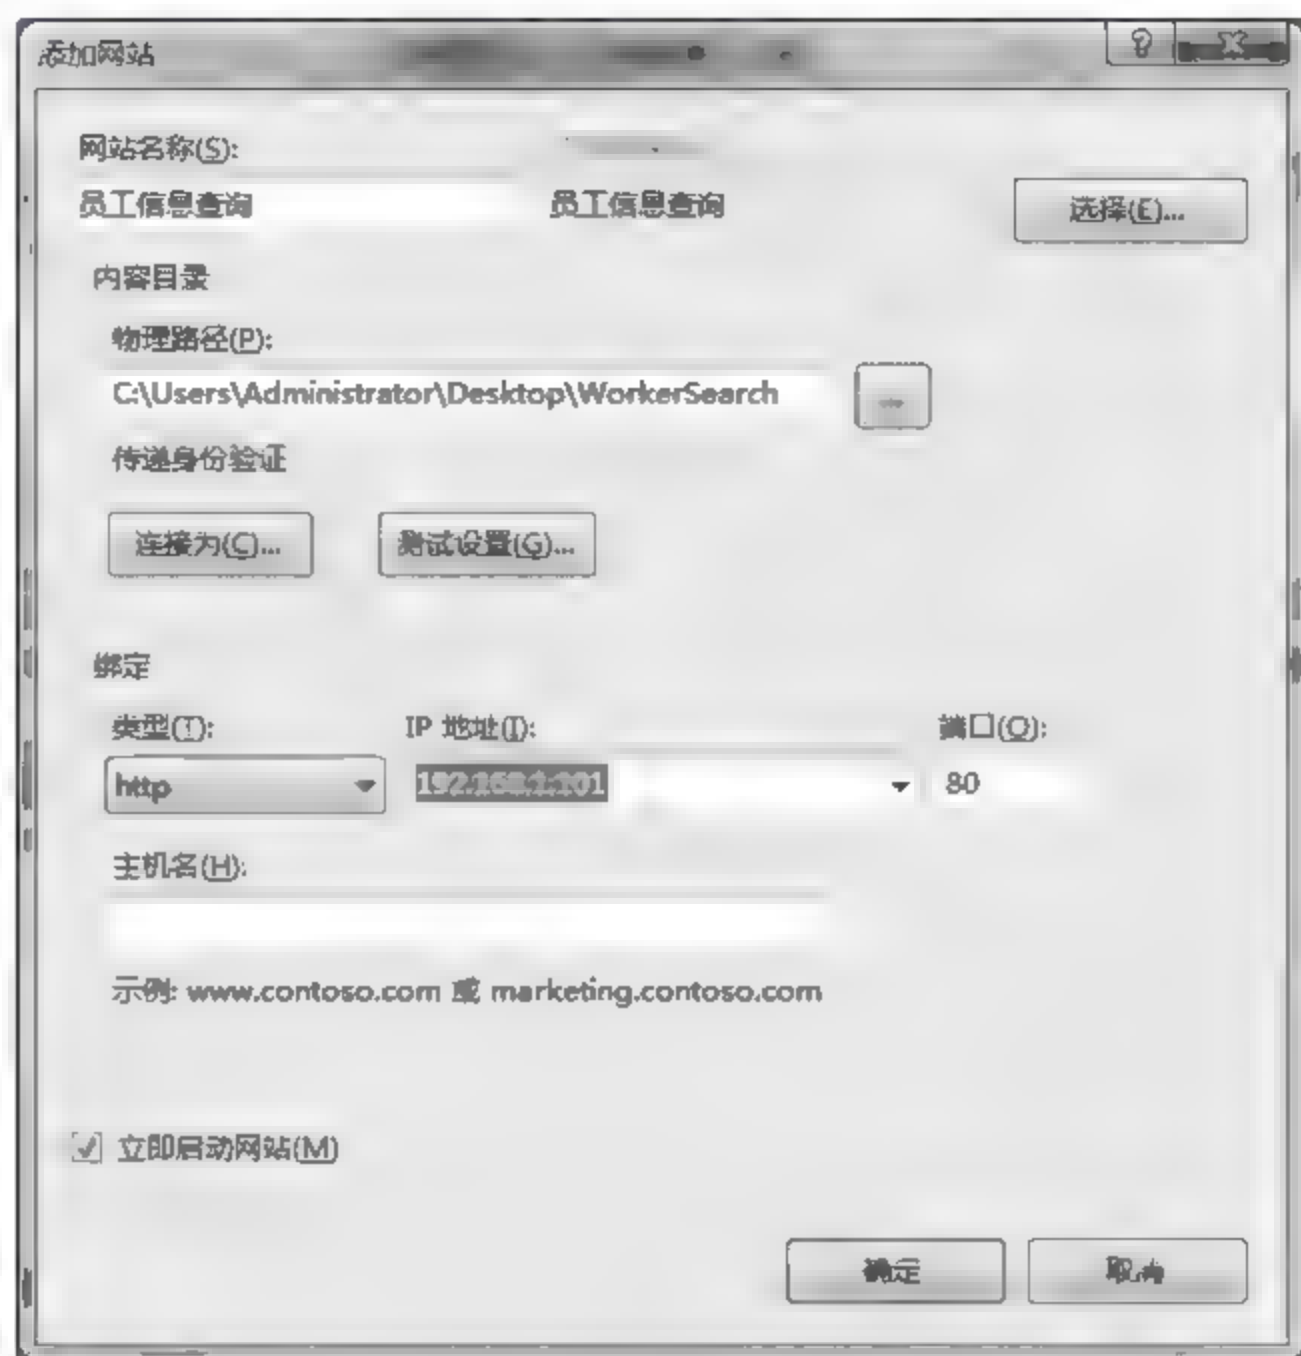 添加网站
网站名称(S):
员工信息查询 员工信息查询 选择(E)...
内容目录
物理路径(P):
C:\Users\Administrator\Desktop\WorkerSearch ...
传递身份验证
连接为(C)... 测试设置(G)...
绑定
类型(T): IP 地址(I): 端口(O):
http 192.168.1.101 80
主机名(H):
示例: www.contoso.com 或 marketing.contoso.com
立即启动网站(M)
确定 取消